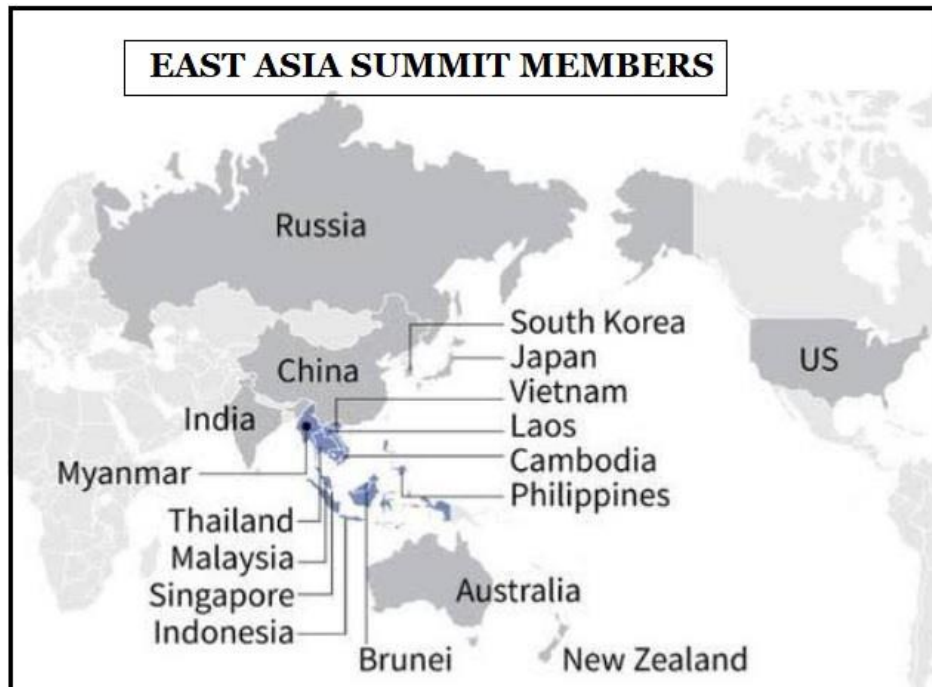 EAST ASIA SUMMIT MEMBERS
Russia
South Korea
Japan
China
US
Vietnam
India
Laos
Cambodia
Myanmar
Philippines
Thailand
Malaysia
Singapore
Australia
Indonesia
Brunei
New Zealand